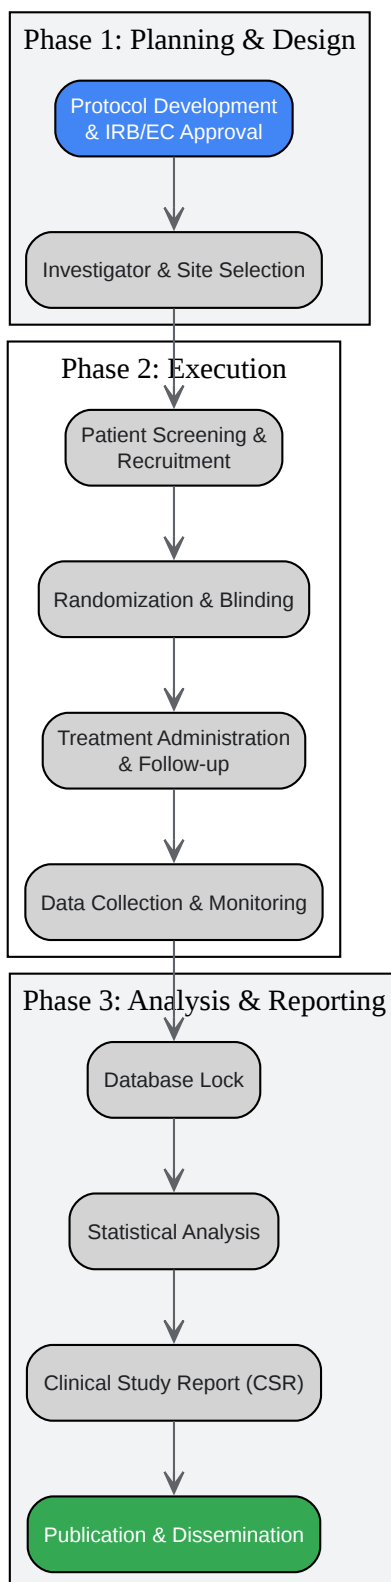 Phase 1: Planning & Design
Protocol Development
& IRB/EC Approval
Investigator & Site Selection
Phase 2: Execution
Patient Screening &
Recruitment
Randomization & Blinding
Treatment Administration
& Follow-up
Data Collection & Monitoring
Phase 3: Analysis & Reporting
Database Lock
Statistical Analysis
Clinical Study Report (CSR)
Publication & Dissemination